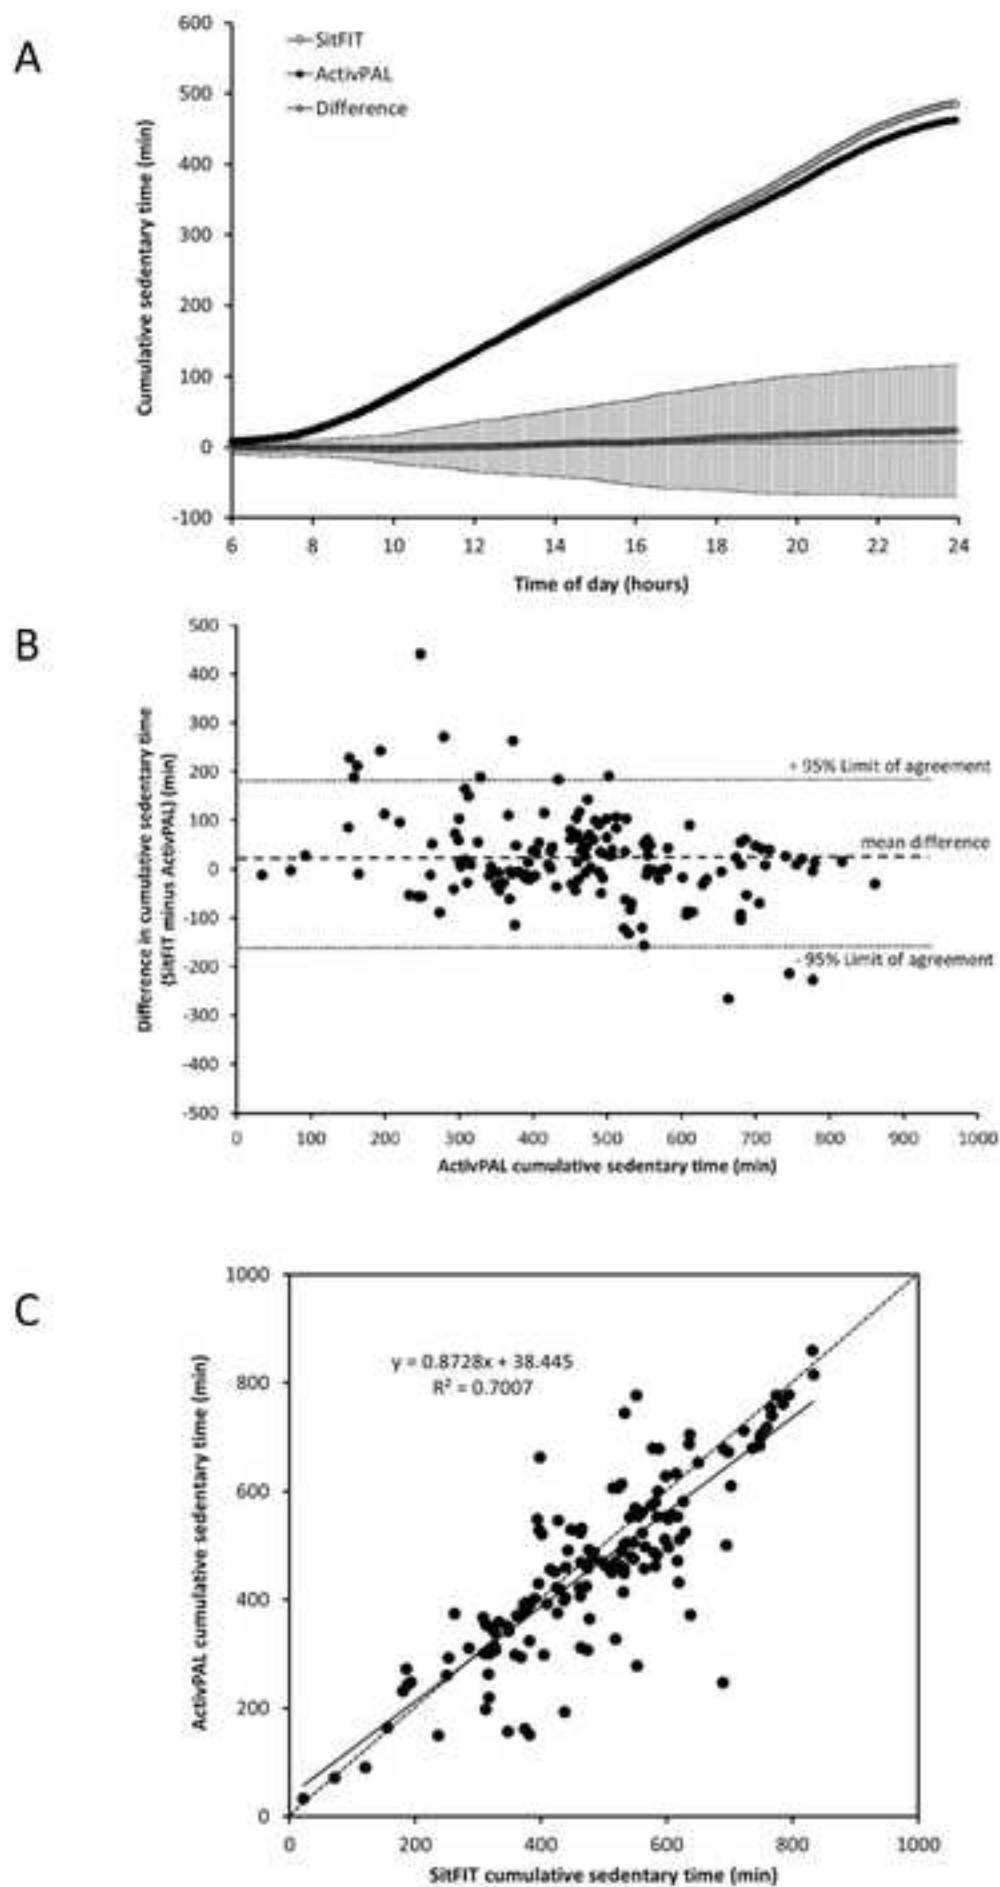 A
600
500
400
300
200
100
0
-100
Cumulative sedentary time (min)
SitFIT
ActivPAL
Difference
6 8 10 12 14 16 18 20 22 24
Time of day (hours)
B
500
400
300
200
100
0
-100
-200
-300
-400
-500
Difference in cumulative sedentary time
(SitFIT minus ActivPAL) (min)
+ 95% Limit of agreement
mean difference
- 95% Limit of agreement
0 100 200 300 400 500 600 700 800 900 1000
ActivPAL cumulative sedentary time (min)
C
1000
800
600
400
200
0
ActivPAL cumulative sedentary time (min)
y = 0.8728x + 38.445
R² = 0.7007
0 200 400 600 800 1000
SitFIT cumulative sedentary time (min)